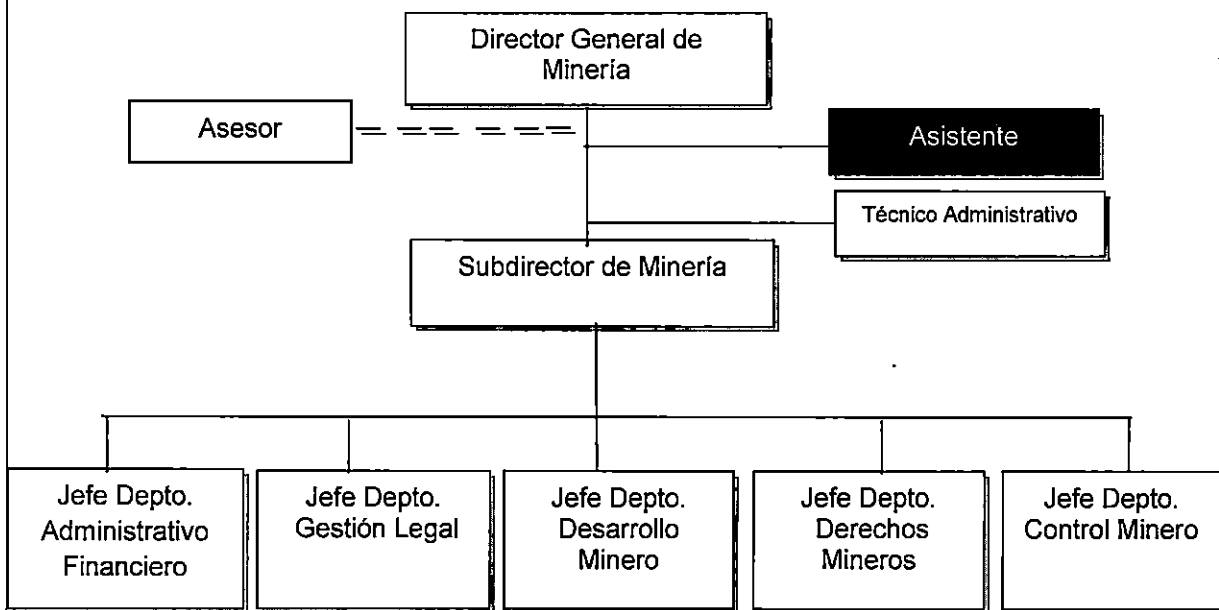 Director General de
Minería
Asesor
Asistente
Técnico Administrativo
Subdirector de Minería
Jefe Depto.
Administrativo
Financiero
Jefe Depto.
Gestión Legal
Jefe Depto.
Desarrollo
Minero
Jefe Depto.
Derechos
Mineros
Jefe Depto.
Control Minero